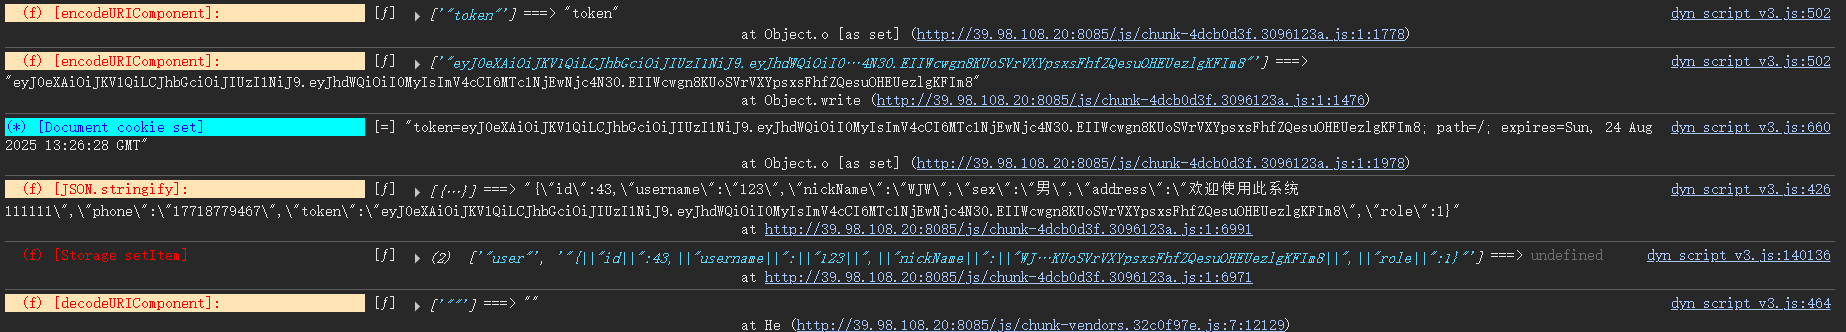 (f) [encodeURIComponent]: [f] ▶ ['"token"'] ===> "token" dyn_script_v3.js:502
at Object.o [as set] (http://39.98.108.20:8085/js/chunk-4dcb0d3f.3096123a.js:1:1778)
(f) [encodeURIComponent]: [f] ▶ ['"eyJ0eXAiOiJKV1QiLCJhbGciOiJIUzI1NiJ9.eyJhdWQiOiI0…4N30.EIIWcwgn8KUoSVrVXYpsxsFhfZQesuOHEUezlgKFIm8"'] ===> dyn_script_v3.js:502
"eyJ0eXAiOiJKV1QiLCJhbGciOiJIUzI1NiJ9.eyJhdWQiOiI0MyIsImV4cCI6MTc1NjEwNjc4N30.EIIWcwgn8KUoSVrVXYpsxsFhfZQesuOHEUezlgKFIm8"
at Object.write (http://39.98.108.20:8085/js/chunk-4dcb0d3f.3096123a.js:1:1476)
(*) [Document cookie set] [=] "token=eyJ0eXAiOiJKV1QiLCJhbGciOiJIUzI1NiJ9.eyJhdWQiOiI0MyIsImV4cCI6MTc1NjEwNjc4N30.EIIWcwgn8KUoSVrVXYpsxsFhfZQesuOHEUezlgKFIm8; path=/; expires=Sun, 24 Aug dyn_script_v3.js:660
2025 13:26:28 GMT"
at Object.o [as set] (http://39.98.108.20:8085/js/chunk-4dcb0d3f.3096123a.js:1:1978)
(f) [JSON.stringify]: [f] ▶ [{…}] ===> "{\"id\":43,\"username\":\"123\",\"nickName\":\"WJW\",\"sex\":\"男\",\"address\":\"欢迎使用此系统 dyn_script_v3.js:426
111111\",\"phone\":\"17718779467\",\"token\":\"eyJ0eXAiOiJKV1QiLCJhbGciOiJIUzI1NiJ9.eyJhdWQiOiI0MyIsImV4cCI6MTc1NjEwNjc4N30.EIIWcwgn8KUoSVrVXYpsxsFhfZQesuOHEUezlgKFIm8\",\"role\":1}"
at http://39.98.108.20:8085/js/chunk-4dcb0d3f.3096123a.js:1:6991
(f) [Storage setItem] [f] ▶ (2) ['"user"', '"{||"id||":43,||"username||":||"123||",||"nickName||":||"WJ…KUoSVrVXYpsxsFhfZQesuOHEUezlgKFIm8||",||"role||":1}"'] ===> undefined dyn_script_v3.js:140136
at http://39.98.108.20:8085/js/chunk-4dcb0d3f.3096123a.js:1:6971
(f) [decodeURIComponent]: [f] ▶ ['""'] ===> "" dyn_script_v3.js:464
at He (http://39.98.108.20:8085/js/chunk-vendors.32c0f97e.js:7:12129)